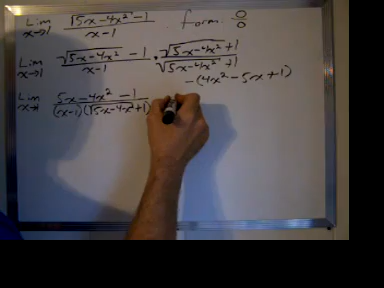 Lim x→1 √5x-4x² -1 / x-1 . form 0/0
Lim x→1 √5x-4x² - 1 / x-1 · √5x-4x² +1 / √5x-4x² +1
-(4x²-5x+1)
Lim x→1 5x-4x²-1 / (x-1)(√5x-4x²+1)